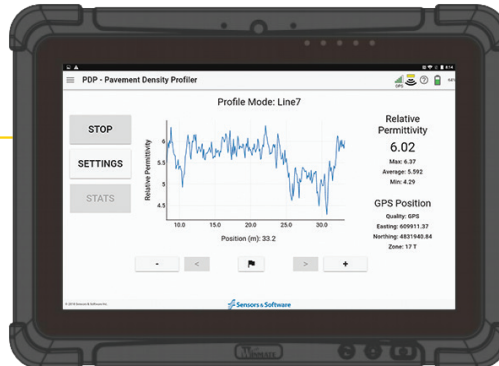 8:14
PDP - Pavement Density Profiler
GPS
Profile Mode: Line7
STOP
SETTINGS
STATS
Relative Permittivity
6
5.5
5
4.5
10.0
15.0
20.0
25.0
30.0
Position (m): 33.2
Relative
Permittivity
6.02
Max: 6.37
Average: 5.592
Min: 4.29
GPS Position
Quality: GPS
Easting: 609911.37
Northing: 4831940.84
Zone: 17 T
-
<
>
+
Sensors & Software
Winmate